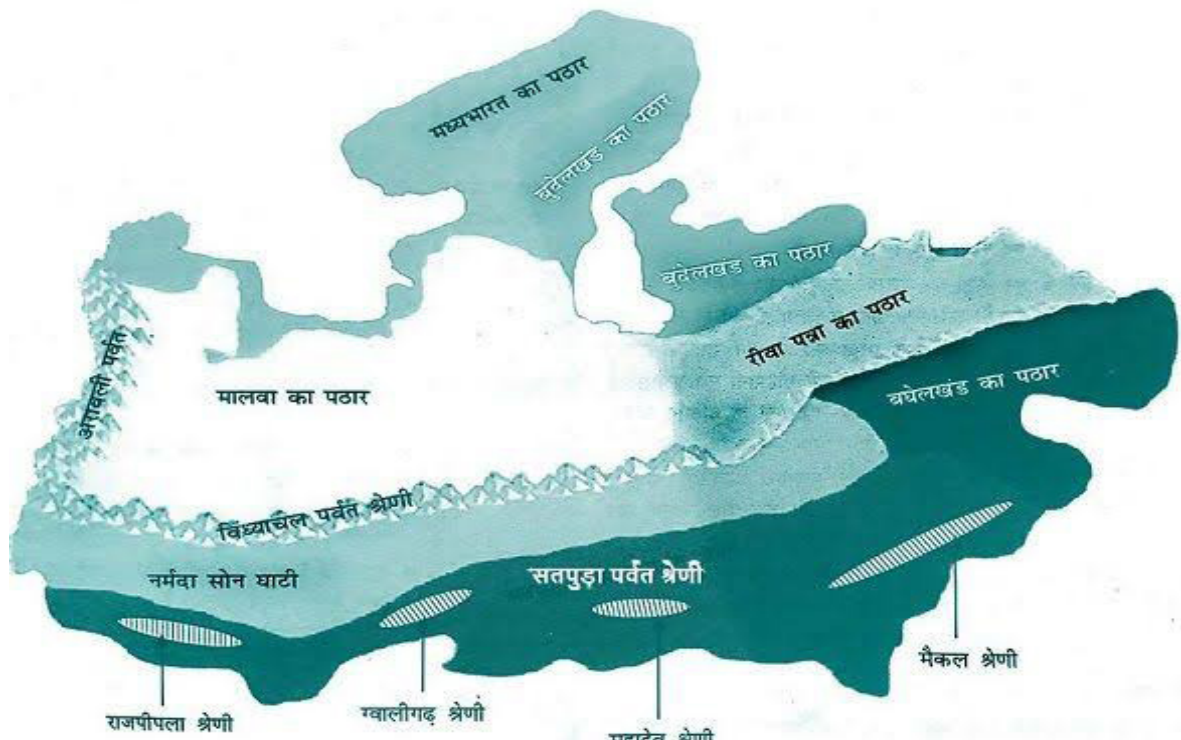 मध्यभारत का पठार
बुंदेलखंड का पठार
बुंदेलखंड का पठार
रीवा पन्ना का पठार
बघेलखंड का पठार
अरावली पर्वत
मालवा का पठार
विंध्याचल पर्वत श्रेणी
नर्मदा सोन घाटी
सतपुड़ा पर्वत श्रेणी
मैकल श्रेणी
राजपीपला श्रेणी
ग्वालीगढ़ श्रेणी
श्रेणी